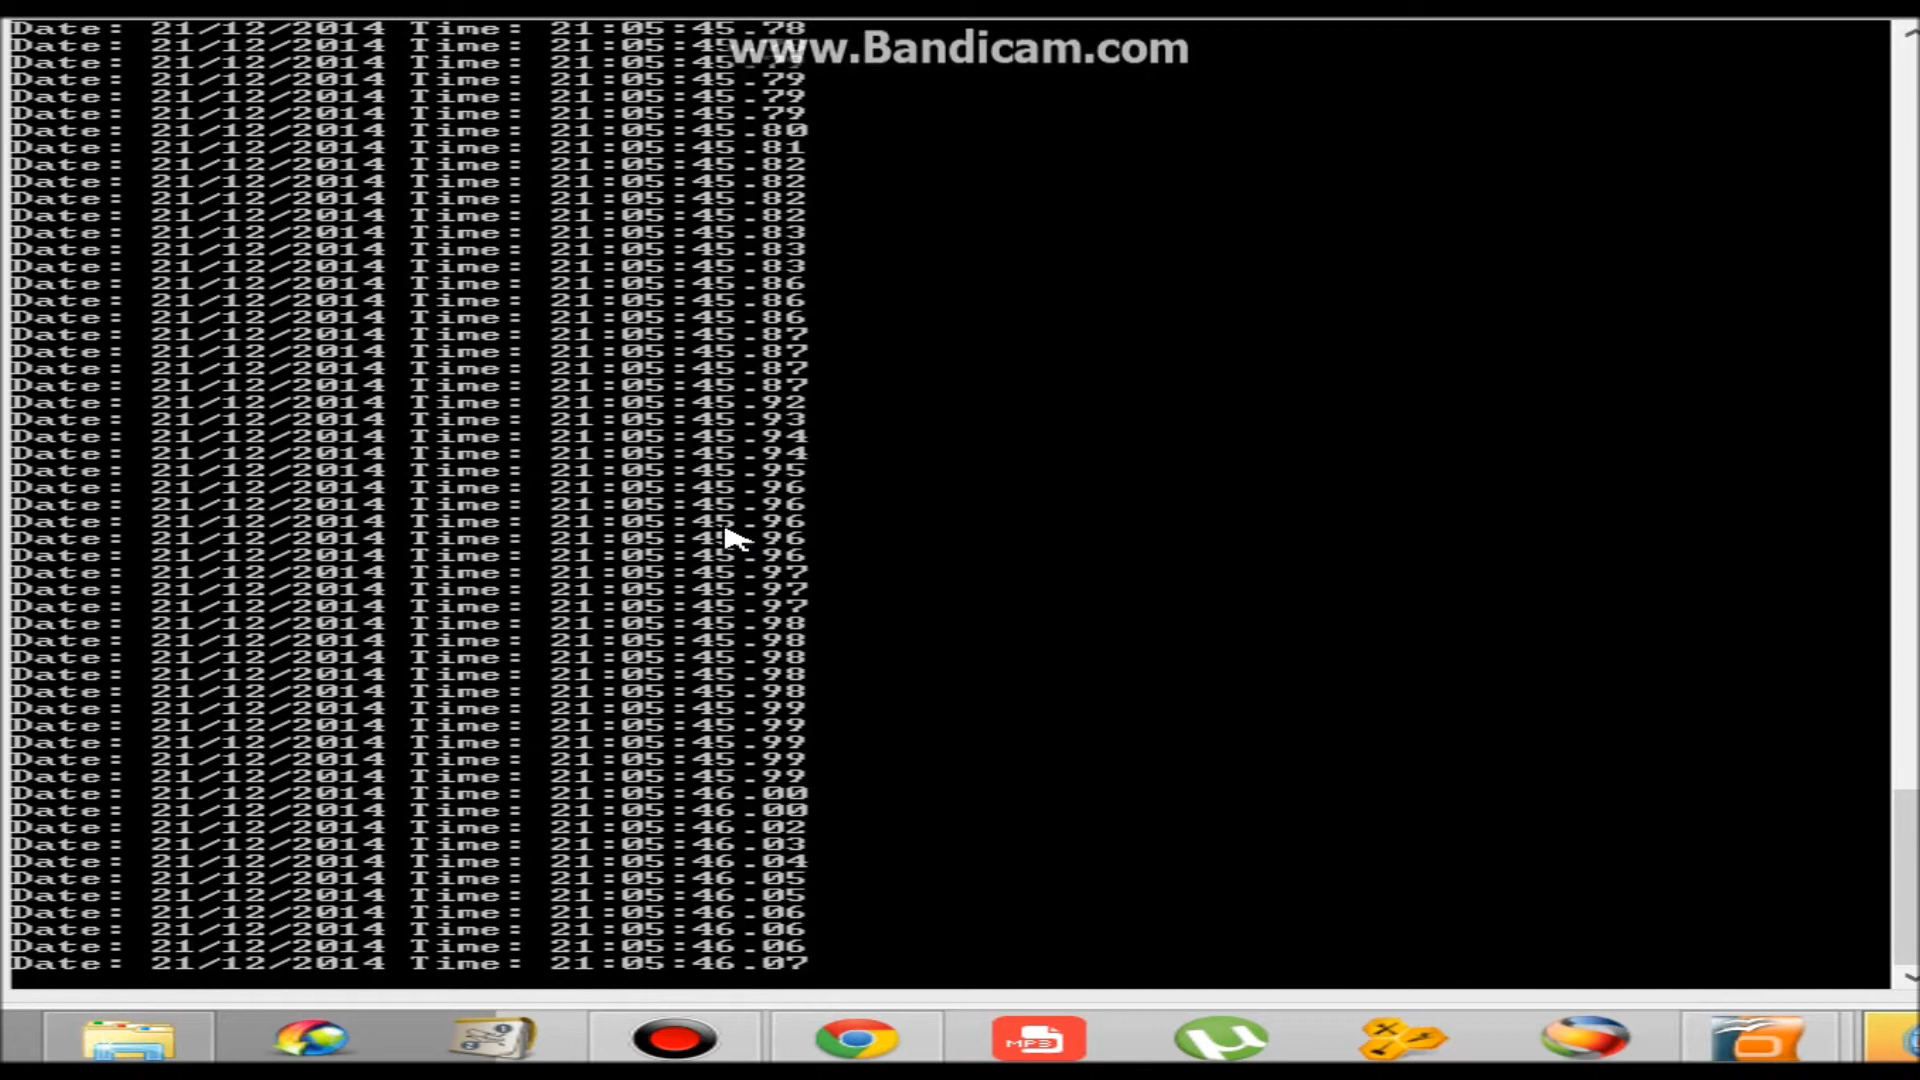 Date: 21/12/2014 Time: 21:05:45.78
www.Bandicam.com
Date: 21/12/2014 Time:
Date: 21/12/2014 Time:
Date: 21/12/2014 Time: 21:05:45.79
Date: 21/12/2014 Time: 21:05:45.79
Date: 21/12/2014 Time: 21:05:45.79
Date: 21/12/2014 Time: 21:05:45.80
Date: 21/12/2014 Time: 21:05:45.81
Date: 21/12/2014 Time: 21:05:45.82
Date: 21/12/2014 Time: 21:05:45.82
Date: 21/12/2014 Time: 21:05:45.82
Date: 21/12/2014 Time: 21:05:45.82
Date: 21/12/2014 Time: 21:05:45.83
Date: 21/12/2014 Time: 21:05:45.83
Date: 21/12/2014 Time: 21:05:45.83
Date: 21/12/2014 Time: 21:05:45.86
Date: 21/12/2014 Time: 21:05:45.86
Date: 21/12/2014 Time: 21:05:45.86
Date: 21/12/2014 Time: 21:05:45.87
Date: 21/12/2014 Time: 21:05:45.87
Date: 21/12/2014 Time: 21:05:45.87
Date: 21/12/2014 Time: 21:05:45.87
Date: 21/12/2014 Time: 21:05:45.92
Date: 21/12/2014 Time: 21:05:45.93
Date: 21/12/2014 Time: 21:05:45.94
Date: 21/12/2014 Time: 21:05:45.94
Date: 21/12/2014 Time: 21:05:45.95
Date: 21/12/2014 Time: 21:05:45.96
Date: 21/12/2014 Time: 21:05:45.96
Date: 21/12/2014 Time: 21:05:45.96
Date: 21/12/2014 Time: 21:05:45.96
Date: 21/12/2014 Time: 21:05:45.96
Date: 21/12/2014 Time: 21:05:45.97
Date: 21/12/2014 Time: 21:05:45.97
Date: 21/12/2014 Time: 21:05:45.97
Date: 21/12/2014 Time: 21:05:45.98
Date: 21/12/2014 Time: 21:05:45.98
Date: 21/12/2014 Time: 21:05:45.98
Date: 21/12/2014 Time: 21:05:45.98
Date: 21/12/2014 Time: 21:05:45.98
Date: 21/12/2014 Time: 21:05:45.99
Date: 21/12/2014 Time: 21:05:45.99
Date: 21/12/2014 Time: 21:05:45.99
Date: 21/12/2014 Time: 21:05:45.99
Date: 21/12/2014 Time: 21:05:45.99
Date: 21/12/2014 Time: 21:05:46.00
Date: 21/12/2014 Time: 21:05:46.00
Date: 21/12/2014 Time: 21:05:46.02
Date: 21/12/2014 Time: 21:05:46.03
Date: 21/12/2014 Time: 21:05:46.04
Date: 21/12/2014 Time: 21:05:46.05
Date: 21/12/2014 Time: 21:05:46.05
Date: 21/12/2014 Time: 21:05:46.06
Date: 21/12/2014 Time: 21:05:46.06
Date: 21/12/2014 Time: 21:05:46.06
Date: 21/12/2014 Time: 21:05:46.07
MP3